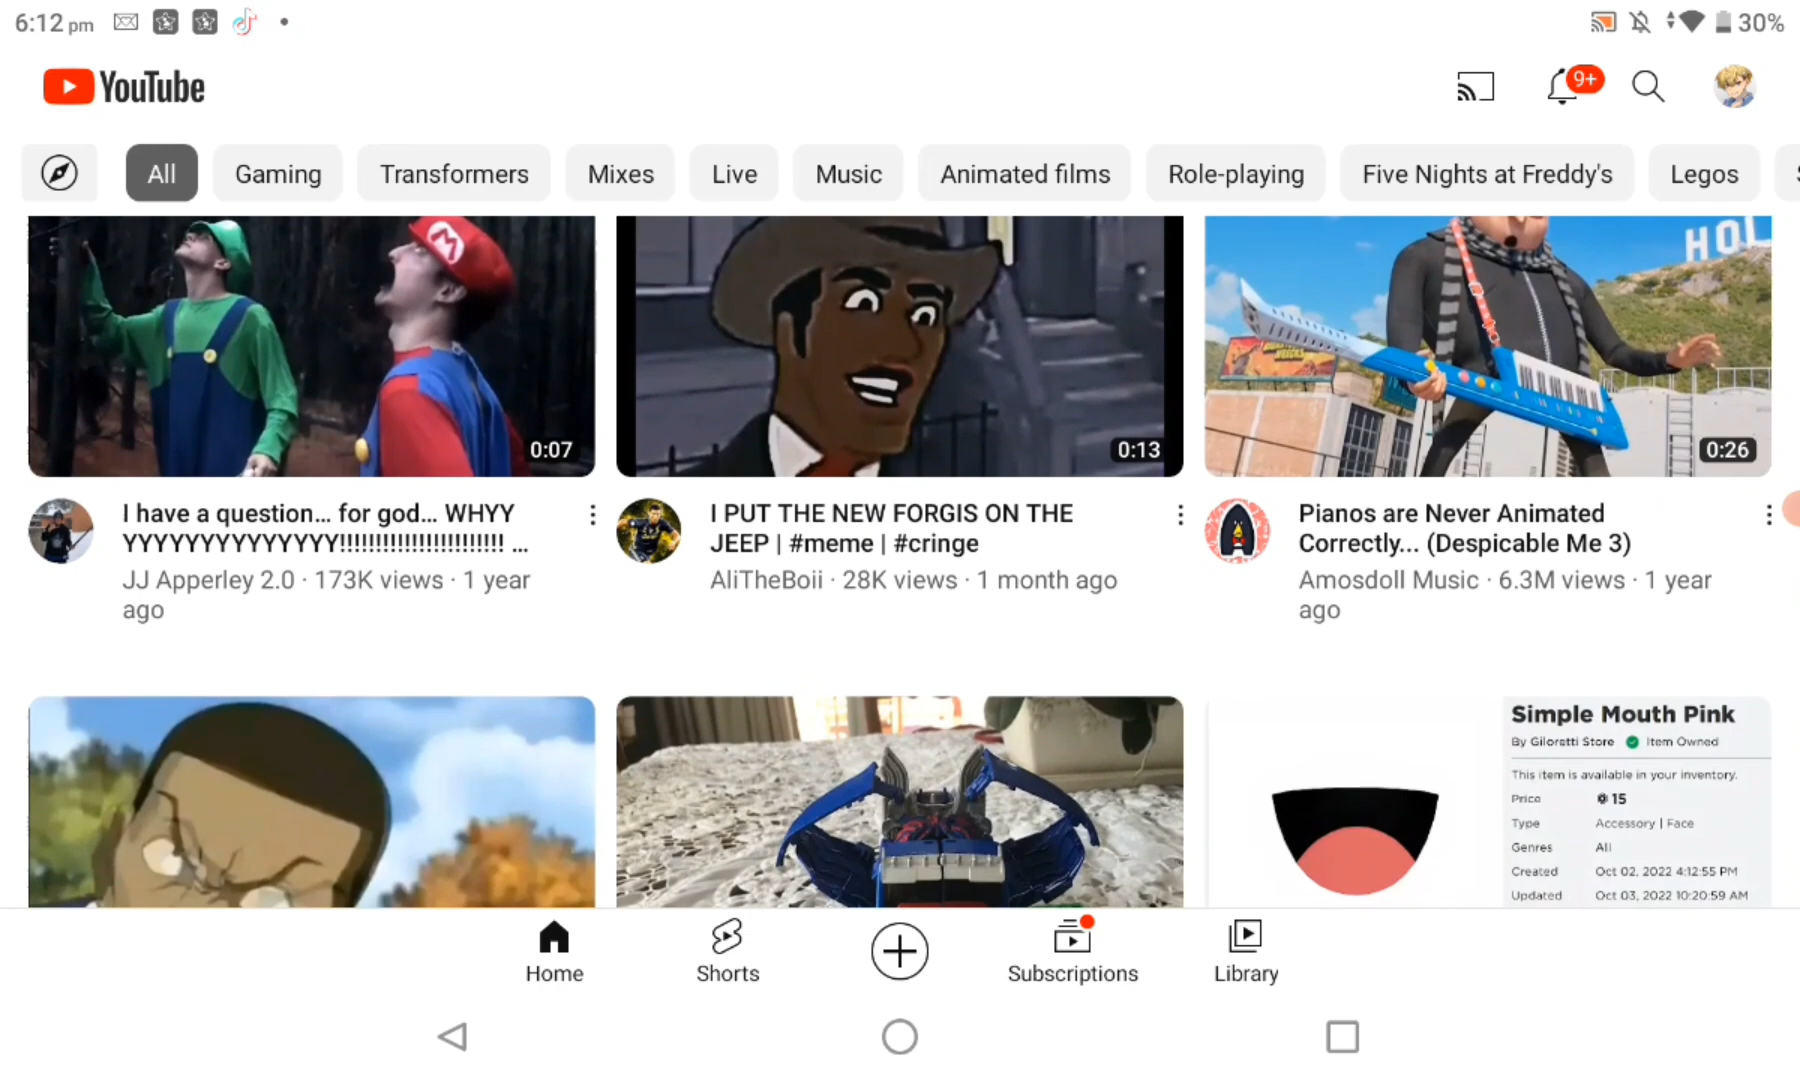 6:12 pm
30%
YouTube
9+
All
Gaming
Transformers
Mixes
Live
Music
Animated films
Role-playing
Five Nights at Freddy's
Legos
M
HOL
0:07
0:13
0:26
I have a question... for god... WHYY
YYYYYYYYYYYYYY!!!!!!!!!!!!!!!!!!!!!!! ...
JJ Apperley 2.0 · 173K views · 1 year
ago
I PUT THE NEW FORGIS ON THE
JEEP | #meme | #cringe
AliTheBoii · 28K views · 1 month ago
Pianos are Never Animated
Correctly... (Despicable Me 3)
Amosdoll Music · 6.3M views · 1 year
ago
Simple Mouth Pink
By Giloretti Store Item Owned
This item is available in your inventory.
Price 15
Type Accessory | Face
Genres All
Created Oct 02, 2022 4:12:55 PM
Updated Oct 03, 2022 10:20:59 AM
Home
Shorts
Subscriptions
Library